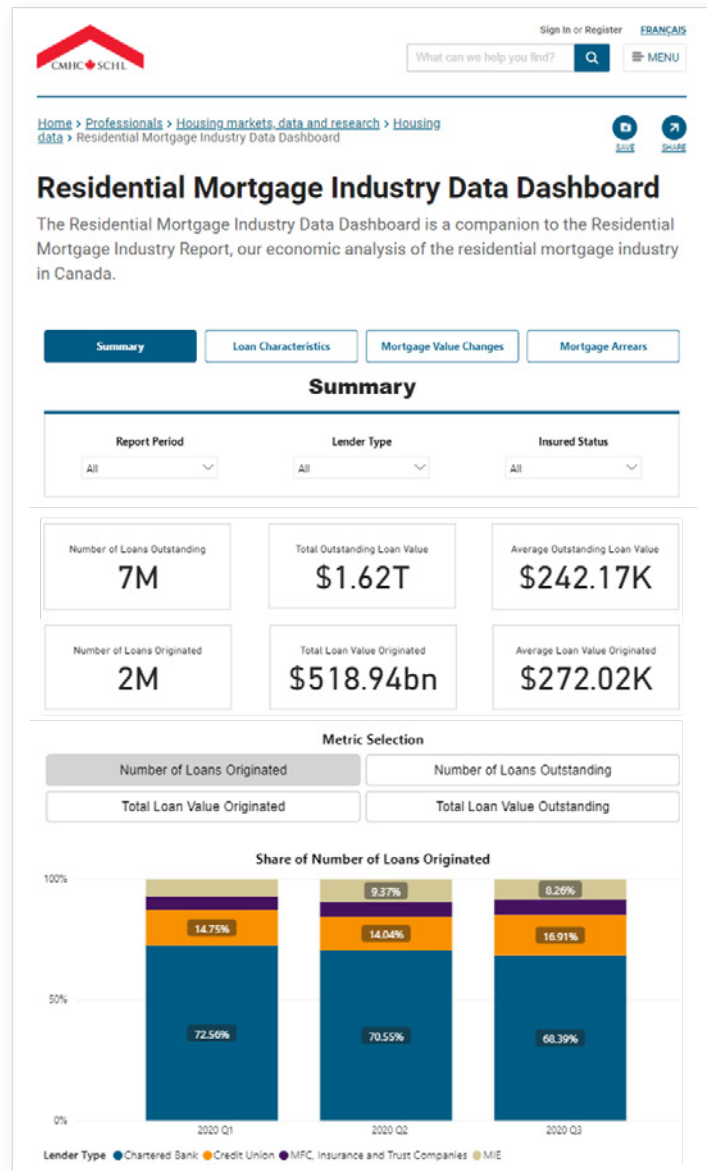 Sign In or Register FRANÇAIS
CMHC SCHL
What can we help you find?
MENU
Home > Professionals > Housing markets, data and research > Housing
data > Residential Mortgage Industry Data Dashboard
SAVE SHARE
Residential Mortgage Industry Data Dashboard
The Residential Mortgage Industry Data Dashboard is a companion to the Residential
Mortgage Industry Report, our economic analysis of the residential mortgage industry
in Canada.
Summary Loan Characteristics Mortgage Value Changes Mortgage Arrears
Summary
Report Period Lender Type Insured Status
All All All
Number of Loans Outstanding Total Outstanding Loan Value Average Outstanding Loan Value
7M $1.62T $242.17K
Number of Loans Originated Total Loan Value Originated Average Loan Value Originated
2M $518.94bn $272.02K
Metric Selection
Number of Loans Originated Number of Loans Outstanding
Total Loan Value Originated Total Loan Value Outstanding
Share of Number of Loans Originated
100%
9.37% 8.26%
14.75% 14.04% 16.91%
50%
72.56% 70.55% 68.39%
0%
2020 Q1 2020 Q2 2020 Q3
Lender Type Chartered Bank Credit Union MFC, Insurance and Trust Companies MIE